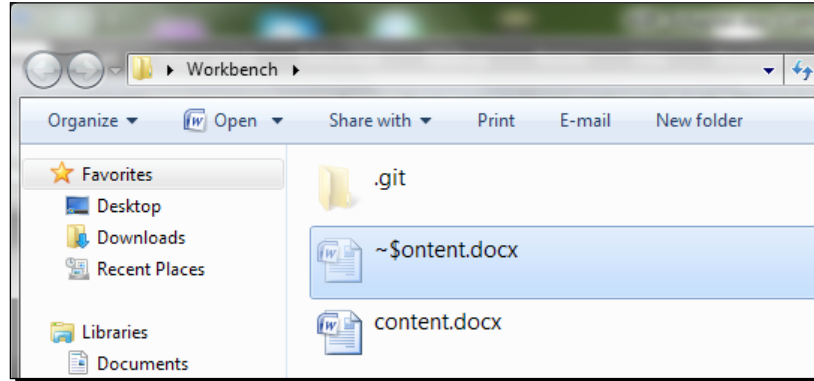 Workbench
Organize Open Share with Print E-mail New folder
Favorites
Desktop
Downloads
Recent Places
Libraries
Documents
.git
~$ontent.docx
content.docx